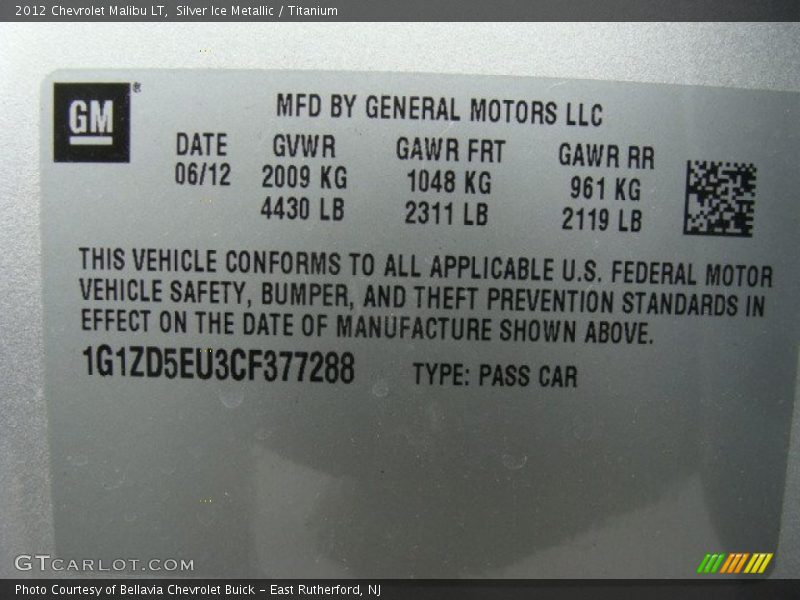 2012 Chevrolet Malibu LT, Silver Ice Metallic / Titanium
GM®
MFD BY GENERAL MOTORS LLC
DATE GVWR GAWR FRT GAWR RR
06/12 2009 KG 1048 KG 961 KG
4430 LB 2311 LB 2119 LB
THIS VEHICLE CONFORMS TO ALL APPLICABLE U.S. FEDERAL MOTOR
VEHICLE SAFETY, BUMPER, AND THEFT PREVENTION STANDARDS IN
EFFECT ON THE DATE OF MANUFACTURE SHOWN ABOVE.
1G1ZD5EU3CF377288 TYPE: PASS CAR
GTCARLOT.COM
Photo Courtesy of Bellavia Chevrolet Buick - East Rutherford, NJ